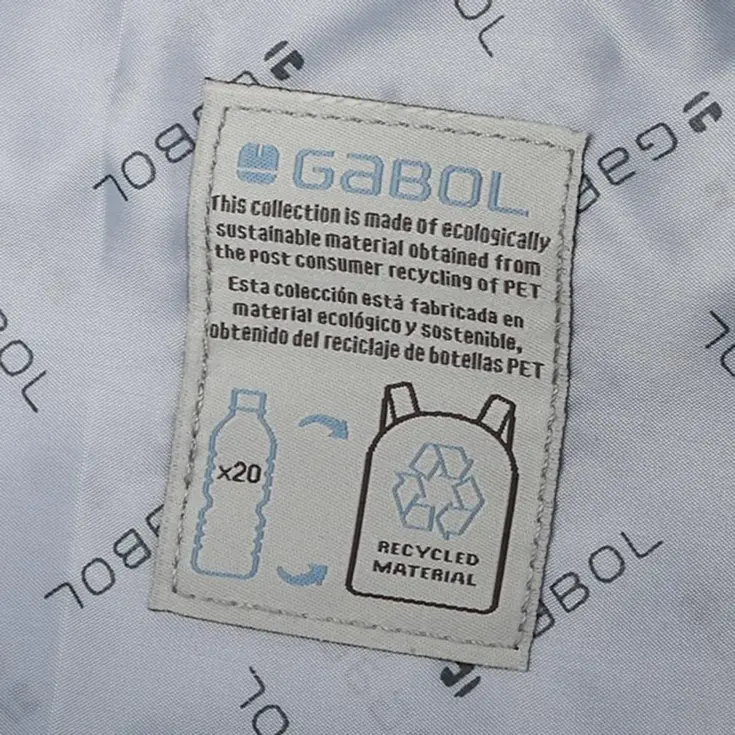 GABOL
This collection is made of ecologically
sustainable material obtained from
the post consumer recycling of PET
Esta colección está fabricada en
material ecológico y sostenible,
obtenido del reciclaje de botellas PET
x20
RECYCLED
MATERIAL